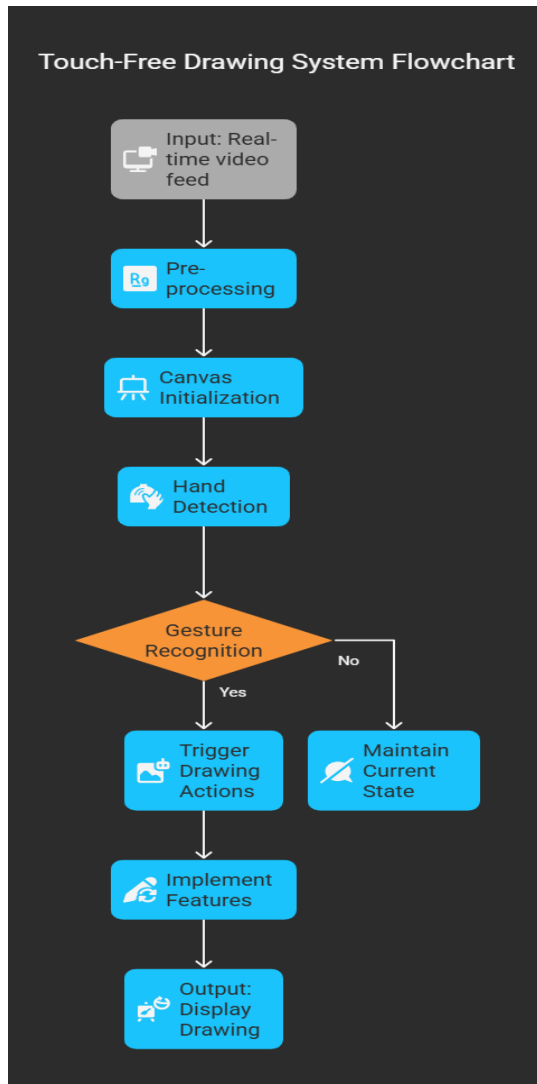 Touch-Free Drawing System Flowchart
Input: Real-
time video
feed
Rg
Pre-
processing
Canvas
Initialization
Hand
Detection
Gesture
Recognition
No
Yes
Trigger
Drawing
Actions
Maintain
Current
State
Implement
Features
Output:
Display
Drawing